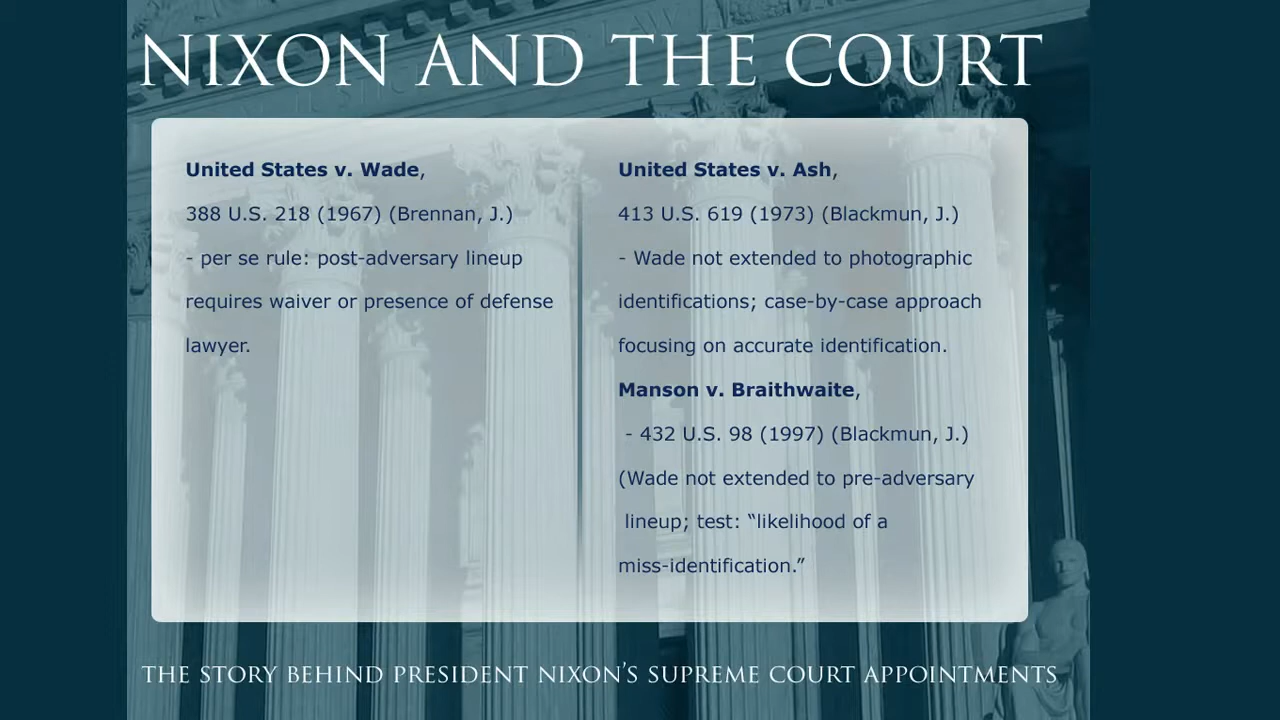 NIXON AND THE COURT
United States v. Wade,
388 U.S. 218 (1967) (Brennan, J.)
- per se rule: post-adversary lineup
requires waiver or presence of defense
lawyer.
United States v. Ash,
413 U.S. 619 (1973) (Blackmun, J.)
- Wade not extended to photographic
identifications; case-by-case approach
focusing on accurate identification.
Manson v. Braithwaite,
- 432 U.S. 98 (1997) (Blackmun, J.)
(Wade not extended to pre-adversary
lineup; test: “likelihood of a
miss-identification.”
THE STORY BEHIND PRESIDENT NIXON’S SUPREME COURT APPOINTMENTS